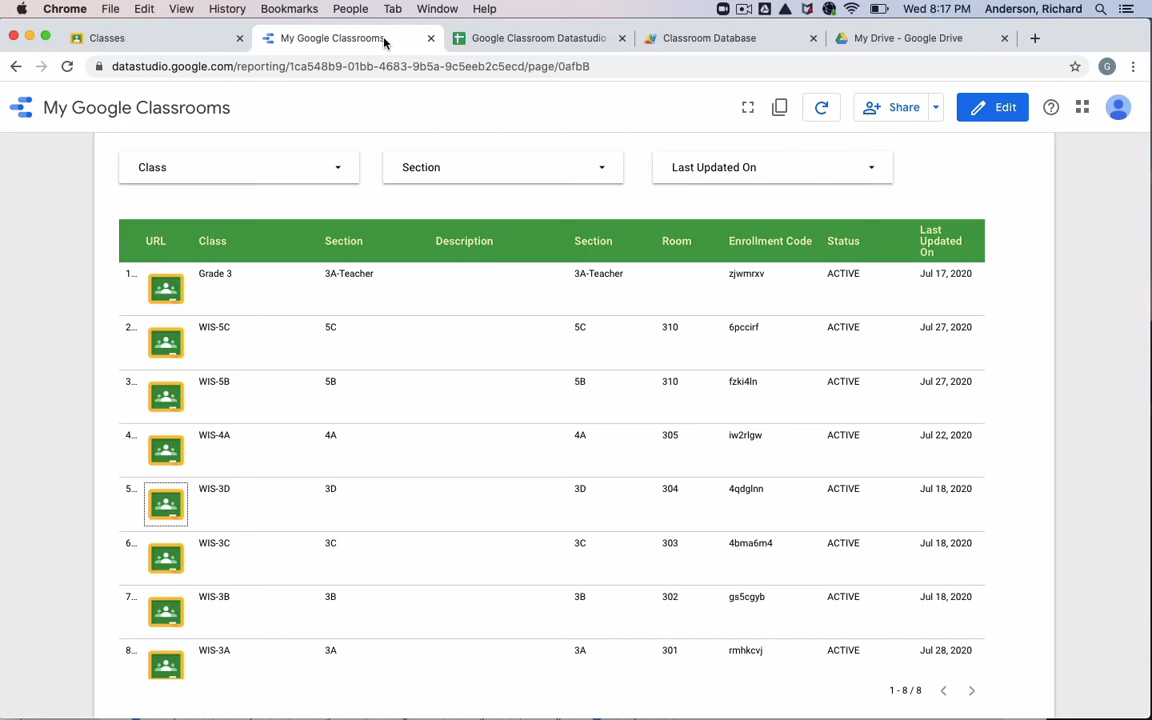 Chrome File Edit View History Bookmarks People Tab Window Help Wed 8:17 PM Anderson, Richard
Classes My Google Classrooms Google Classroom Datastudio Classroom Database My Drive - Google Drive
datastudio.google.com/reporting/1ca548b9-01bb-4683-9b5a-9c5eeb2c5ecd/page/0afbB G
My Google Classrooms Share Edit
Class Section Last Updated On
URL Class Section Description Section Room Enrollment Code Status Last Updated On
1... Grade 3 3A-Teacher 3A-Teacher zjwmrxv ACTIVE Jul 17, 2020
2... WIS-5C 5C 5C 310 6pccirf ACTIVE Jul 27, 2020
3... WIS-5B 5B 5B 310 fzki4ln ACTIVE Jul 27, 2020
4... WIS-4A 4A 4A 305 iw2rlgw ACTIVE Jul 22, 2020
5... WIS-3D 3D 3D 304 4qdglnn ACTIVE Jul 18, 2020
6... WIS-3C 3C 3C 303 4bma6m4 ACTIVE Jul 18, 2020
7... WIS-3B 3B 3B 302 gs5cgyb ACTIVE Jul 18, 2020
8... WIS-3A 3A 3A 301 rmhkcvj ACTIVE Jul 28, 2020
1 - 8 / 8